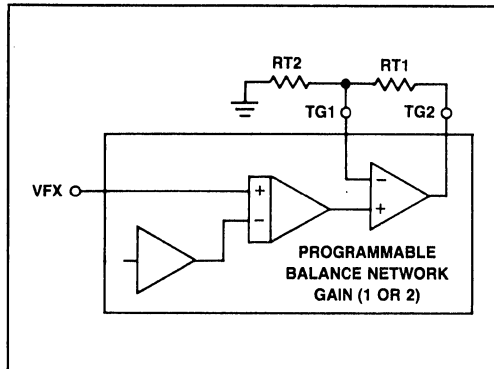 RT2
RT1
TG1
TG2
VFX
+
−
−
+
PROGRAMMABLE
BALANCE NETWORK
GAIN (1 OR 2)